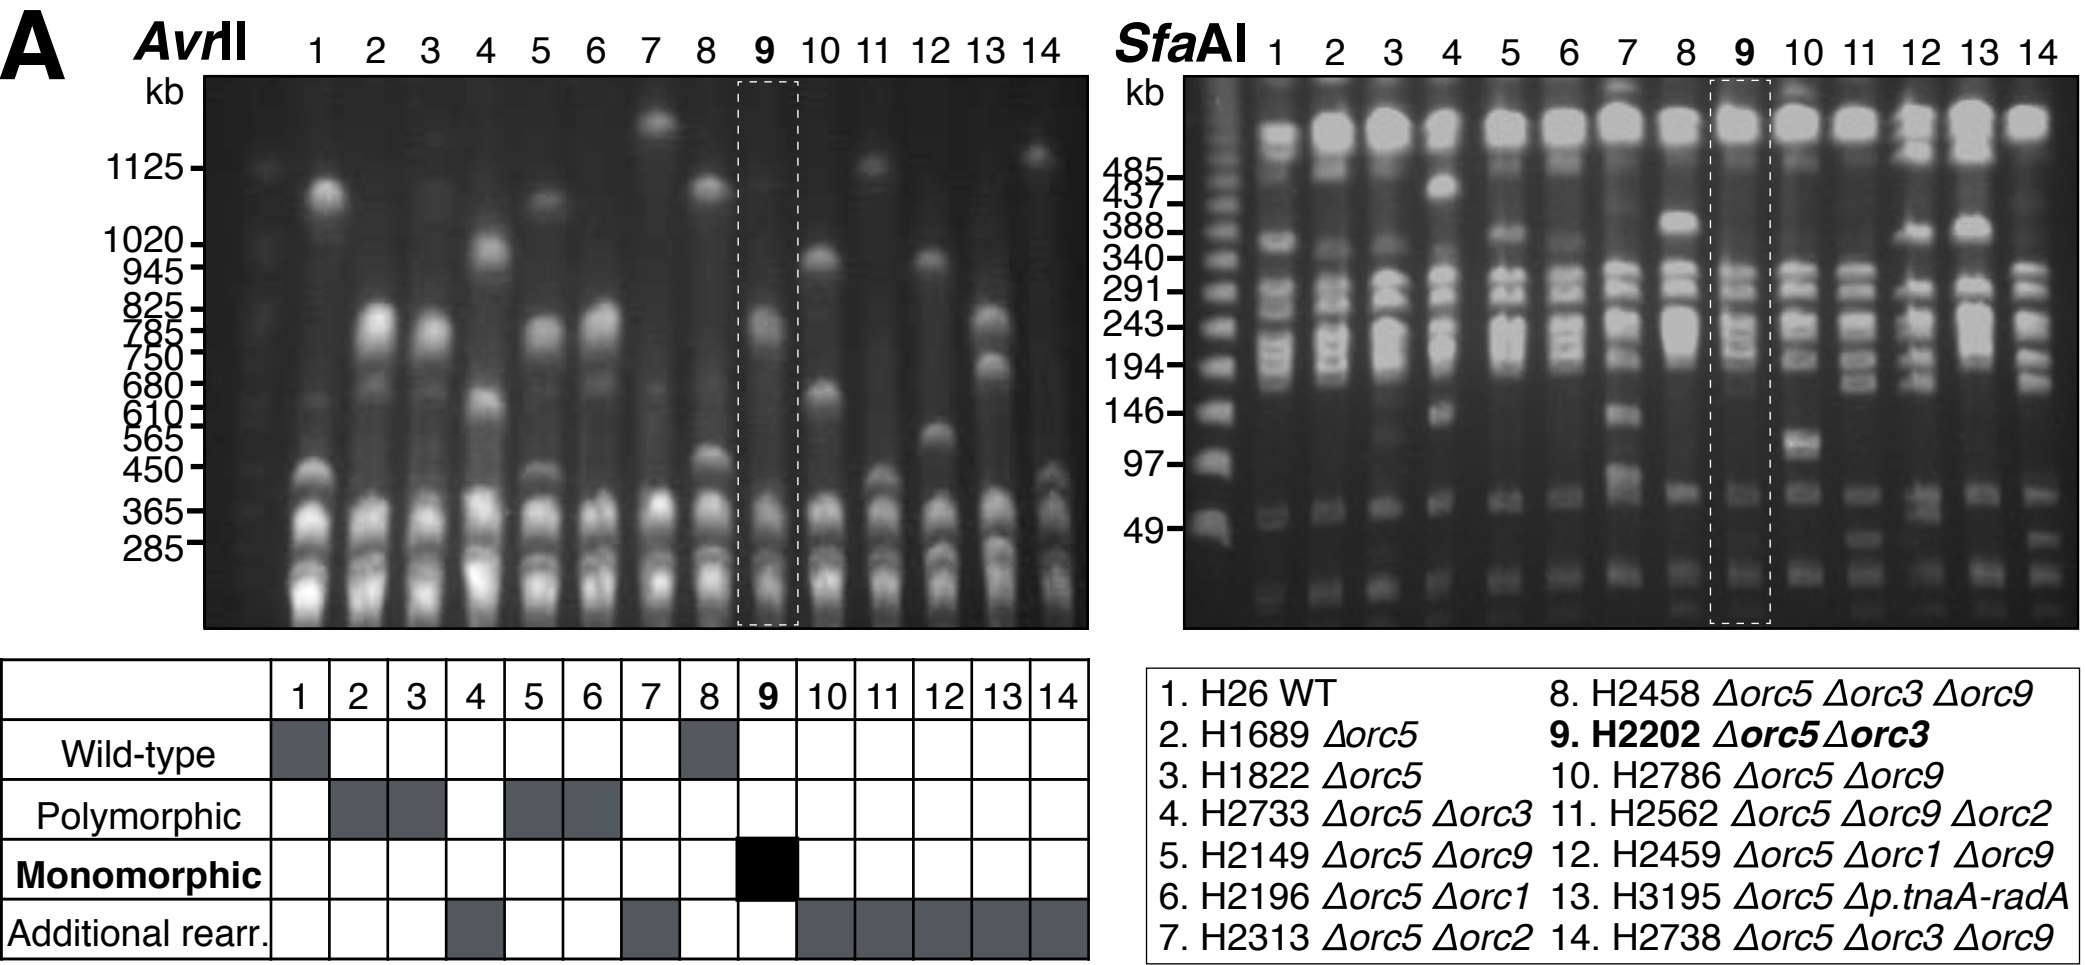 A
AvrII 1 2 3 4 5 6 7 8 9 10 11 12 13 14
kb
1125
1020
945
825
785
750
680
610
565
450
365
285
SfaAI 1 2 3 4 5 6 7 8 9 10 11 12 13 14
kb
485
437
388
340
291
243
194
146
97
49
1 2 3 4 5 6 7 8 9 10 11 12 13 14
Wild-type
Polymorphic
Monomorphic
Additional rearr.
1. H26 WT
2. H1689 Δorc5
3. H1822 Δorc5
4. H2733 Δorc5 Δorc3
5. H2149 Δorc5 Δorc9
6. H2196 Δorc5 Δorc1
7. H2313 Δorc5 Δorc2
8. H2458 Δorc5 Δorc3 Δorc9
9. H2202 Δorc5 Δorc3
10. H2786 Δorc5 Δorc9
11. H2562 Δorc5 Δorc9 Δorc2
12. H2459 Δorc5 Δorc1 Δorc9
13. H3195 Δorc5 Δp.tnaA-radA
14. H2738 Δorc5 Δorc3 Δorc9